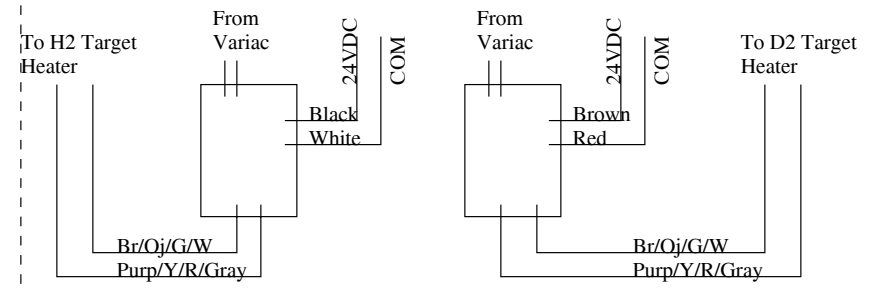 To H2 Target
Heater
From
Variac
24VDC
COM
Black
White
Br/Oj/G/W
Purp/Y/R/Gray
From
Variac
24VDC
COM
Brown
Red
To D2 Target
Heater
Br/Oj/G/W
Purp/Y/R/Gray